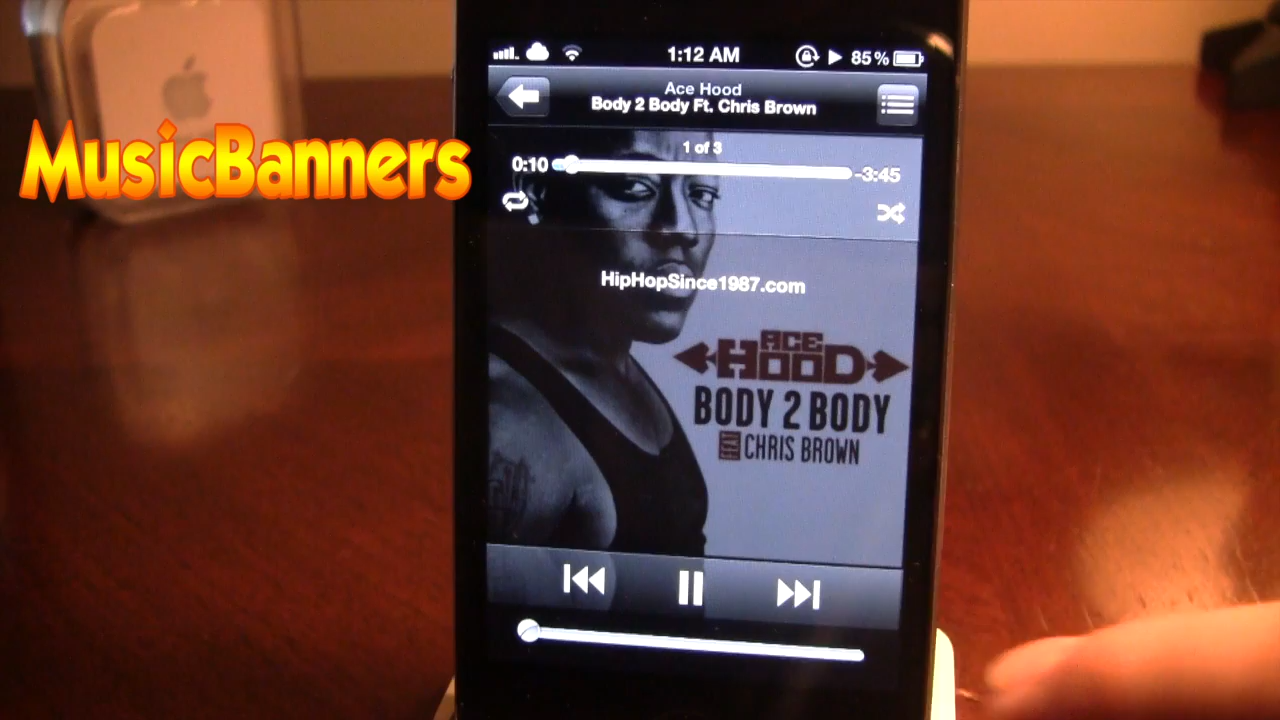 1:12 AM
85%
Ace Hood
Body 2 Body Ft. Chris Brown
1 of 3
0:10
-3:45
MusicBanners
HipHopSince1987.com
ACE
HOOD
BODY 2 BODY
FEAT CHRIS BROWN